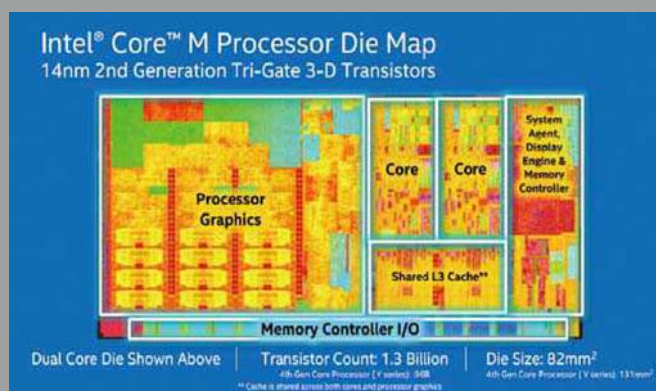 Intel® Core™ M Processor Die Map
14nm 2nd Generation Tri-Gate 3-D Transistors
Processor
Graphics
Core
Core
System
Agent,
Display
Engine &
Memory
Controller
Shared L3 Cache**
Memory Controller I/O
Dual Core Die Shown Above
Transistor Count: 1.3 Billion
4th Gen Core Processor (Y series):
Die Size: 82mm²
4th Gen Core Processor (Y series): 131mm²
** Cache is shared across both cores and processor graphics